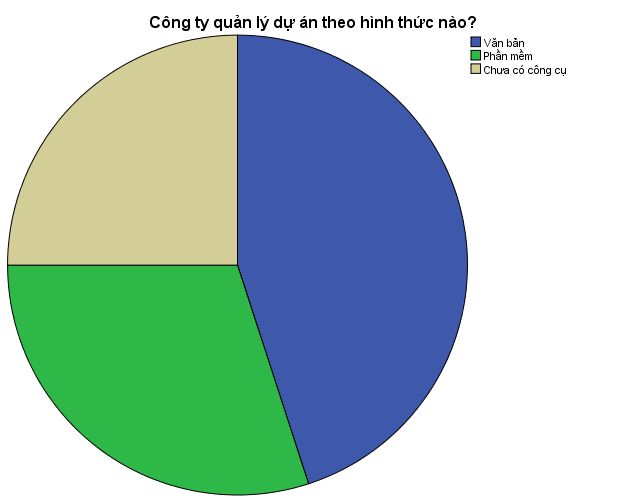 Công ty quản lý dự án theo hình thức nào?
Văn bản
Phần mềm
Chưa có công cụ